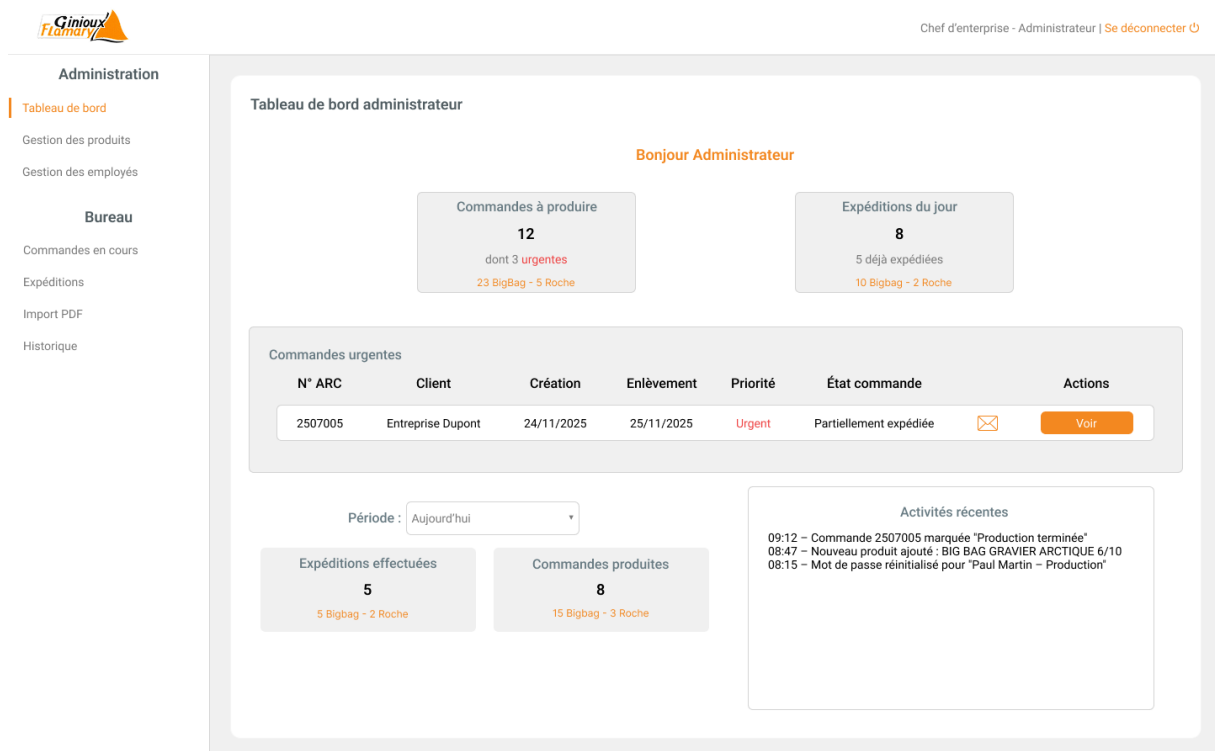 Ginioux
Flamary
Chef d'enterprise - Administrateur | Se déconnecter
Administration
Tableau de bord
Gestion des produits
Gestion des employés
Bureau
Commandes en cours
Expéditions
Import PDF
Historique
Tableau de bord administrateur
Bonjour Administrateur
Commandes à produire
12
dont 3 urgentes
23 BigBag - 5 Roche
Expéditions du jour
8
5 déjà expédiées
10 Bigbag - 2 Roche
Commandes urgentes
N° ARC Client Création Enlèvement Priorité État commande Actions
2507005 Entreprise Dupont 24/11/2025 25/11/2025 Urgent Partiellement expédiée Voir
Période : Aujourd'hui
Expéditions effectuées
5
5 Bigbag - 2 Roche
Commandes produites
8
15 Bigbag - 3 Roche
Activités récentes
09:12 – Commande 2507005 marquée "Production terminée"
08:47 – Nouveau produit ajouté : BIG BAG GRAVIER ARCTIQUE 6/10
08:15 – Mot de passe réinitialisé pour "Paul Martin – Production"